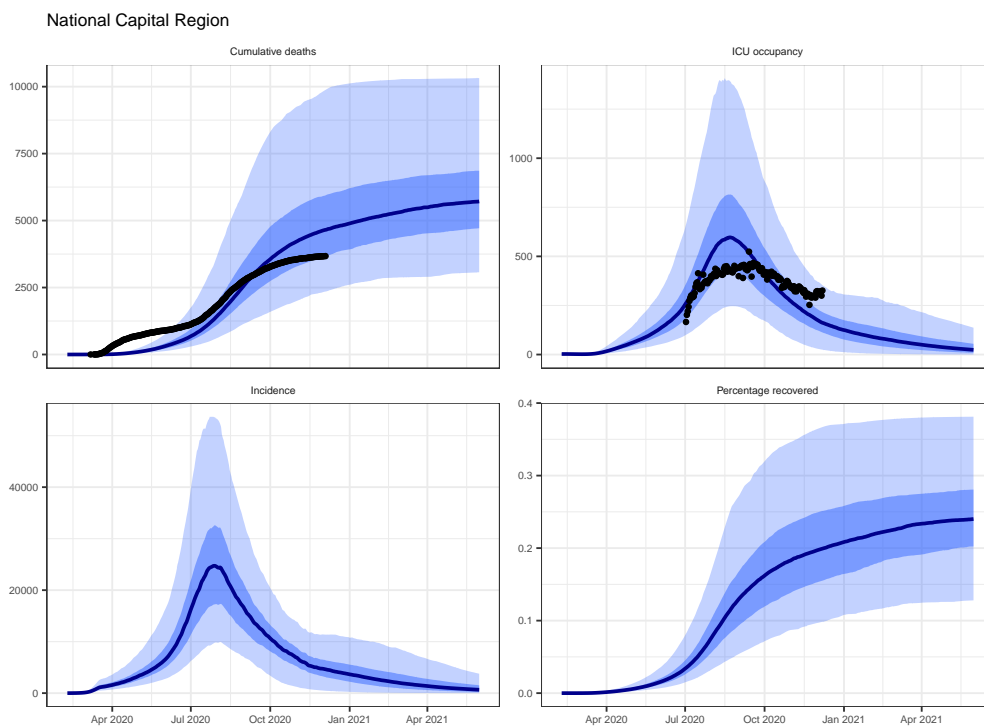 National Capital Region
Cumulative deaths
ICU occupancy
10000
7500
5000
2500
0
1000
500
0
Incidence
Percentage recovered
40000
20000
0
0.4
0.3
0.2
0.1
0.0
Apr 2020 Jul 2020 Oct 2020 Jan 2021 Apr 2021
Apr 2020 Jul 2020 Oct 2020 Jan 2021 Apr 2021